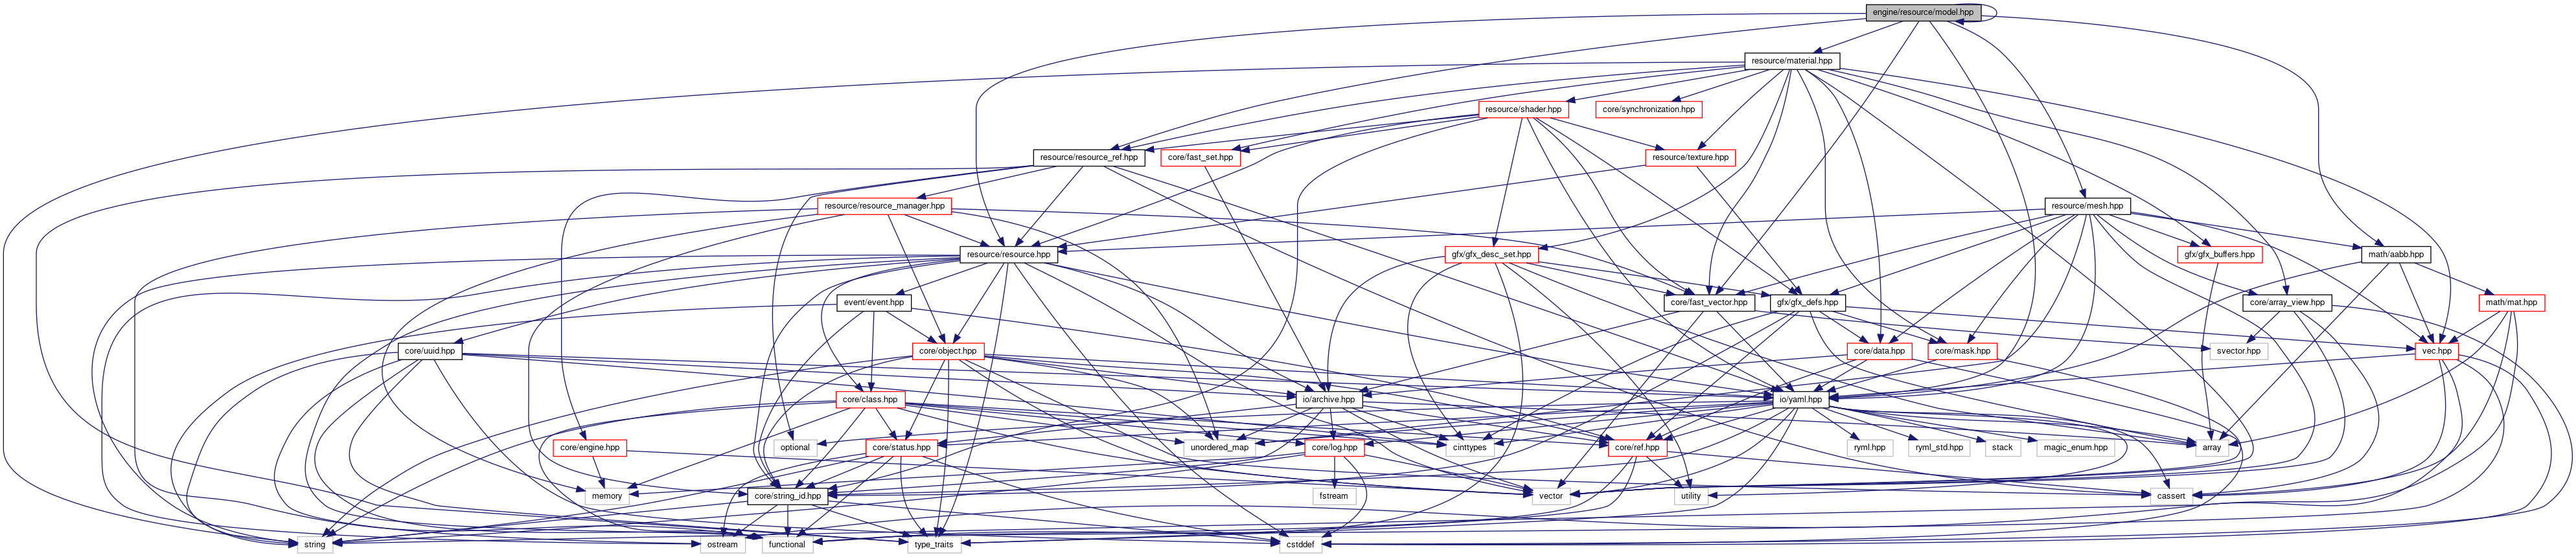 engine/resource/model.hpp
resource/material.hpp
resource/shader.hpp
core/synchronization.hpp
resource/resource_ref.hpp
core/fast_set.hpp
resource/texture.hpp
resource/resource_manager.hpp
resource/mesh.hpp
resource/resource.hpp
gfx/gfx_desc_set.hpp
gfx/gfx_buffers.hpp
math/aabb.hpp
event/event.hpp
core/fast_vector.hpp
gfx/gfx_defs.hpp
core/array_view.hpp
math/mat.hpp
core/uuid.hpp
core/object.hpp
core/data.hpp
core/mask.hpp
svector.hpp
vec.hpp
core/class.hpp
io/archive.hpp
io/yaml.hpp
core/engine.hpp
optional
core/status.hpp
unordered_map
core/log.hpp
cinttypes
core/ref.hpp
ryml.hpp
ryml_std.hpp
stack
magic_enum.hpp
array
memory
core/string_id.hpp
fstream
vector
utility
cassert
string
ostream
functional
type_traits
cstddef